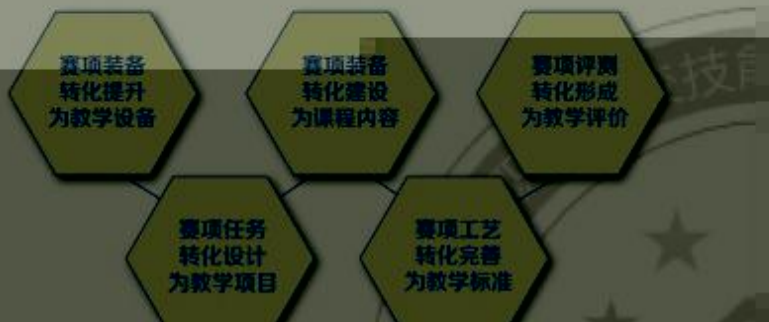 赛项装备
转化提升
为教学设备
赛项装备
转化建设
为课程内容
赛项评测
转化形成
为教学评价
赛项任务
转化设计
为教学项目
赛项工艺
转化完善
为教学标准
技能